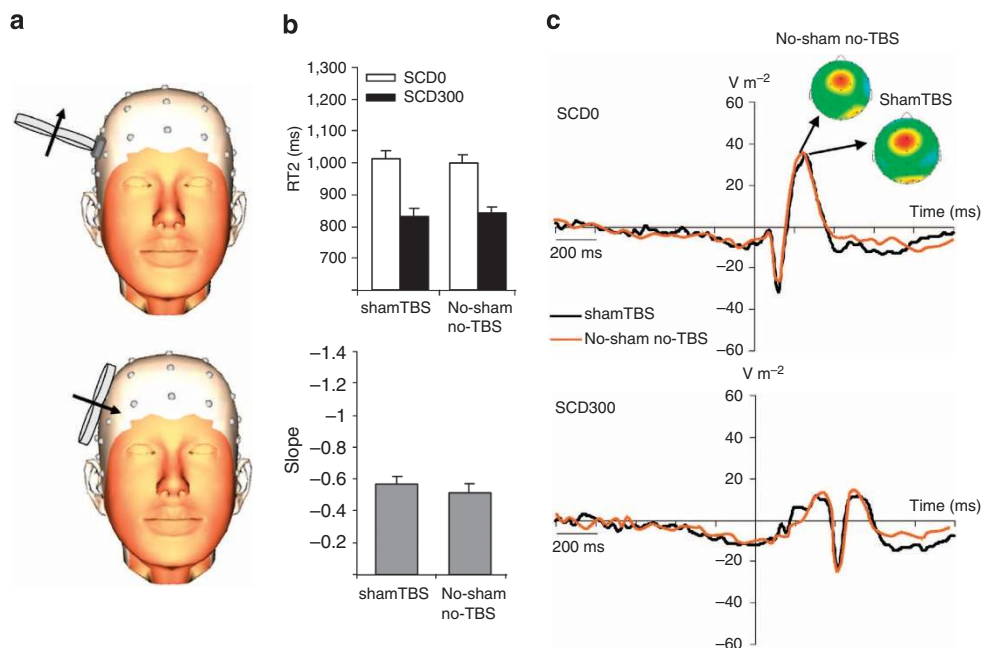 a
b
1,300
1,200
1,100
1,000
900
800
700
RT2 (ms)
SCD0
SCD300
shamTBS
No-sham
no-TBS
–1.4
–1.2
–1
–0.8
–0.6
–0.4
–0.2
Slope
shamTBS
No-sham
no-TBS
c
No-sham no-TBS
V m–2
ShamTBS
SCD0
60
40
20
Time (ms)
200 ms
–20
–40
–60
shamTBS
No-sham no-TBS
V m–2
SCD300
60
40
20
Time (ms)
200 ms
–20
–40
–60